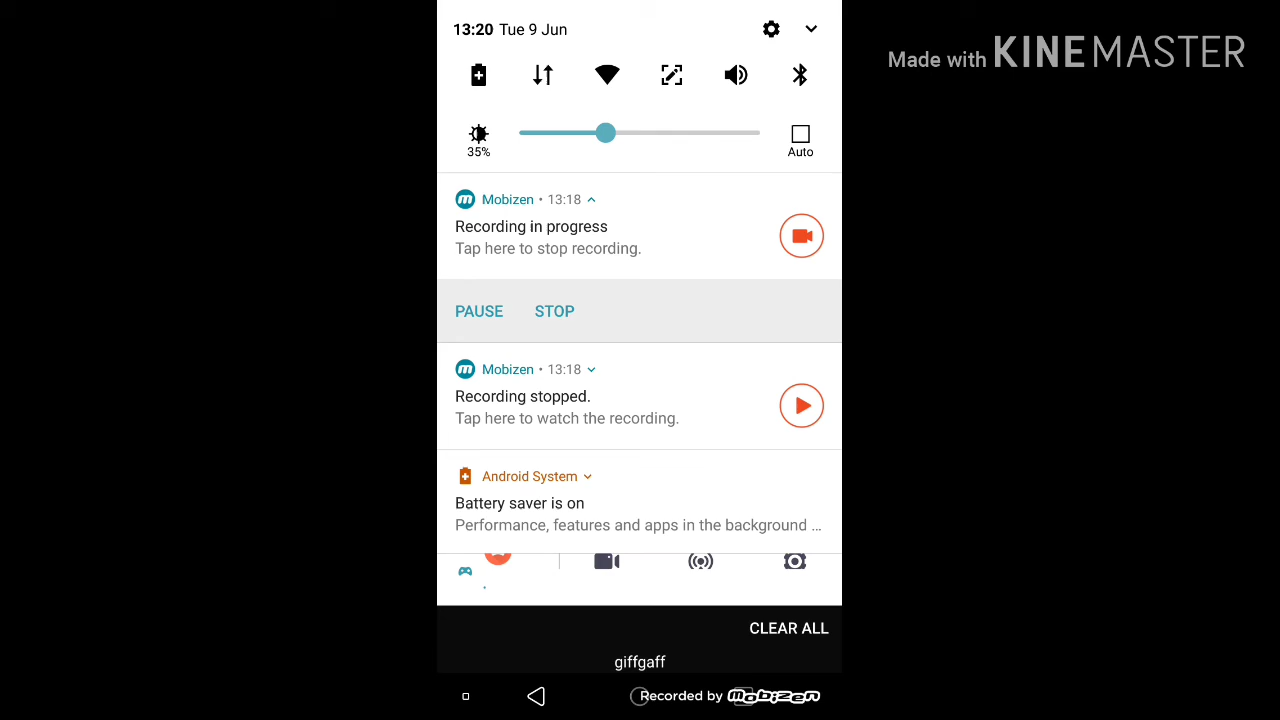 13:20 Tue 9 Jun
Made with KINEMASTER
35%
Auto
Mobizen • 13:18
Recording in progress
Tap here to stop recording.
PAUSE STOP
Mobizen • 13:18
Recording stopped.
Tap here to watch the recording.
Android System
Battery saver is on
Performance, features and apps in the background ...
CLEAR ALL
giffgaff
Recorded by mobizen